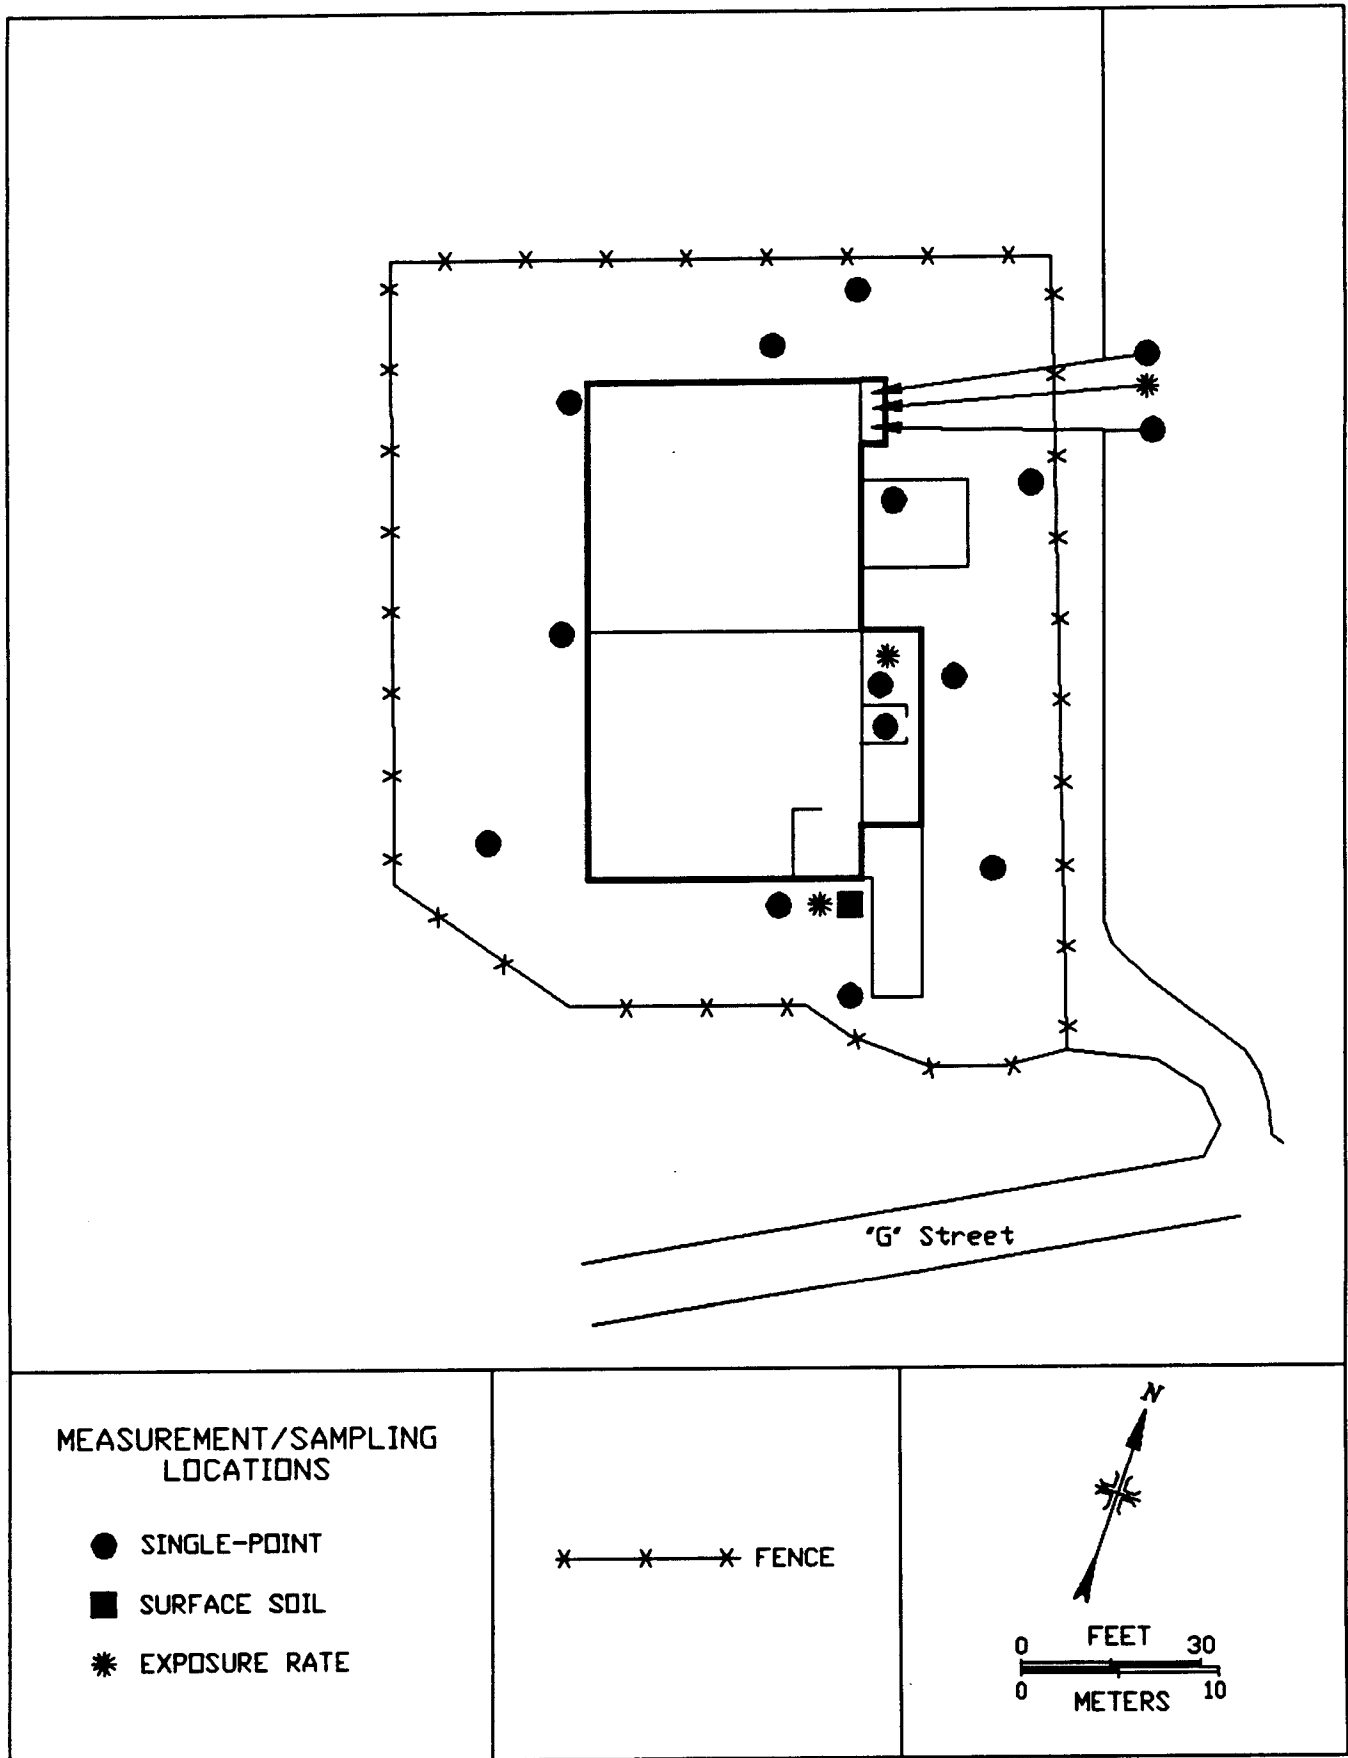 "G" Street
MEASUREMENT/SAMPLING
LOCATIONS
SINGLE-POINT
SURFACE SOIL
EXPOSURE RATE
FENCE
N
0 FEET 30
0 METERS 10